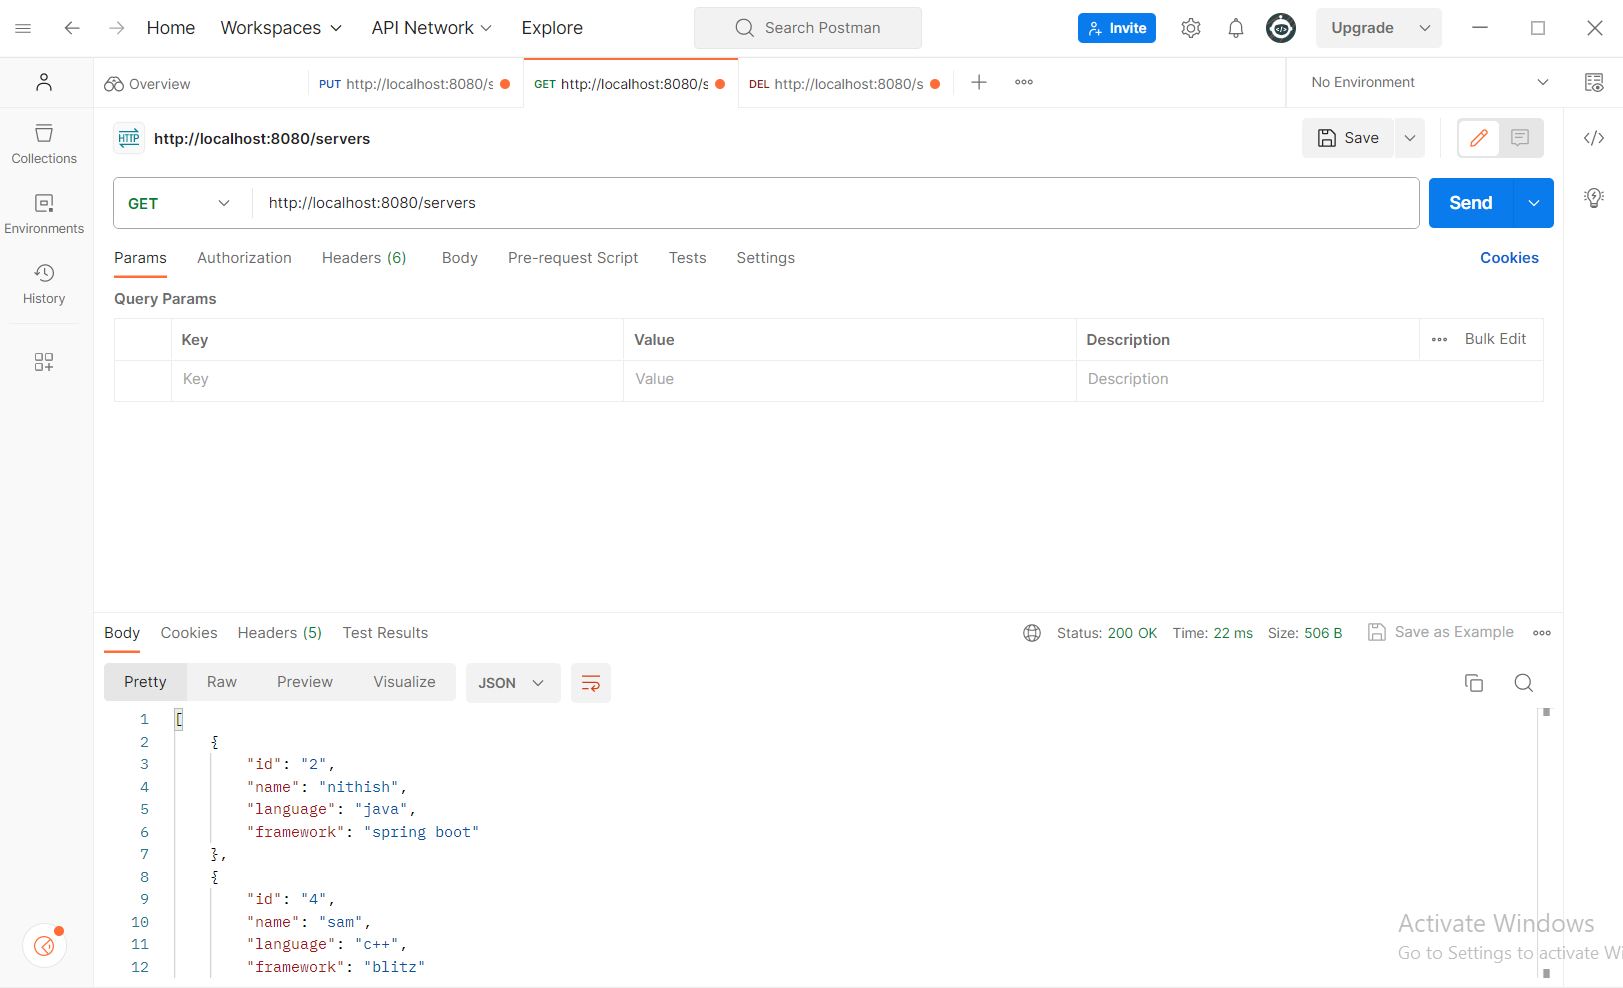 Home Workspaces API Network Explore Search Postman Invite Upgrade
Overview PUT http://localhost:8080/s GET http://localhost:8080/s DEL http://localhost:8080/s No Environment
HTTP http://localhost:8080/servers Save
Collections
GET http://localhost:8080/servers Send
Environments
Params Authorization Headers (6) Body Pre-request Script Tests Settings Cookies
History
Query Params
Key Value Description Bulk Edit
Key Value Description
Body Cookies Headers (5) Test Results Status: 200 OK Time: 22 ms Size: 506 B Save as Example
Pretty Raw Preview Visualize JSON
1 [
2 {
3 "id": "2",
4 "name": "nithish",
5 "language": "java",
6 "framework": "spring boot"
7 },
8 {
9 "id": "4",
10 "name": "sam",
11 "language": "c++",
12 "framework": "blitz"
Activate Windows
Go to Settings to activate Wi